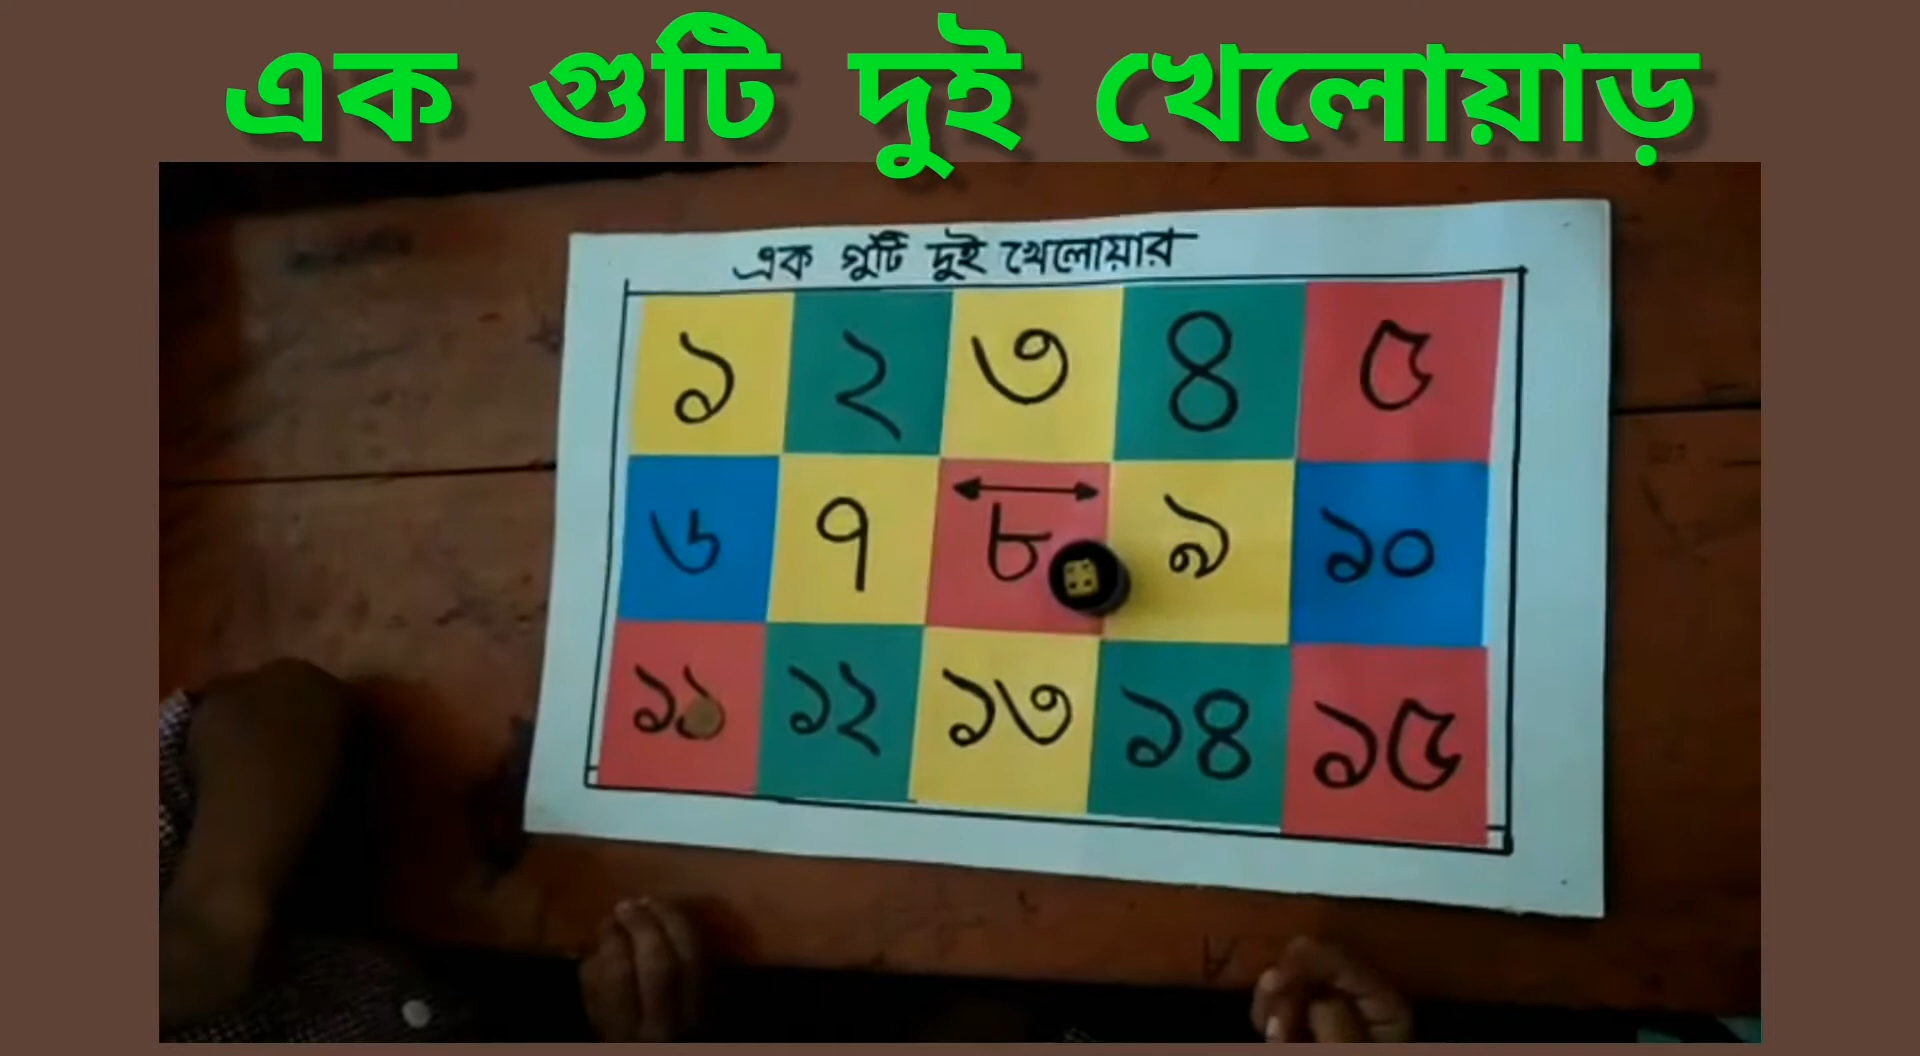 এক গুটি দুই খেলোয়াড়
এক গুটি দুই খেলোয়ার
১ ২ ৩ ৪ ৫
৬ ৭ ৮ ৯ ১০
১১ ১২ ১৩ ১৪ ১৫